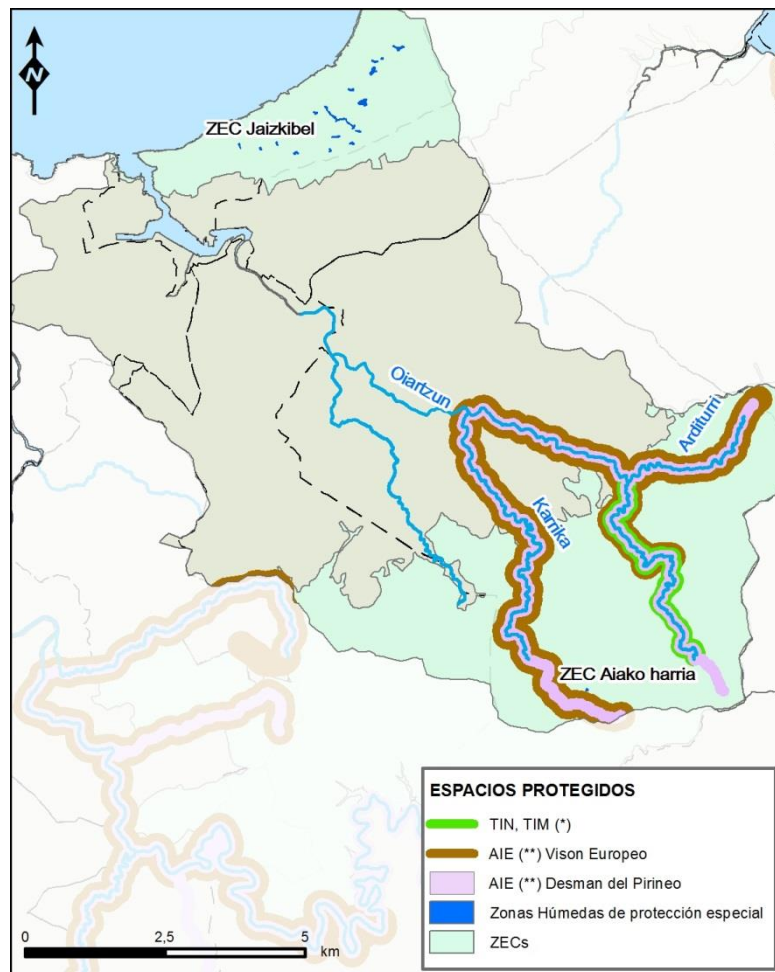 N
ZEC Jaizkibel
Oiartzun
Arditurri
Karrika
ZEC Aiako harria
ESPACIOS PROTEGIDOS
TIN, TIM (*)
AIE (**) Vison Europeo
AIE (**) Desman del Pirineo
Zonas Húmedas de protección especial
ZECs
0 2,5 5
km